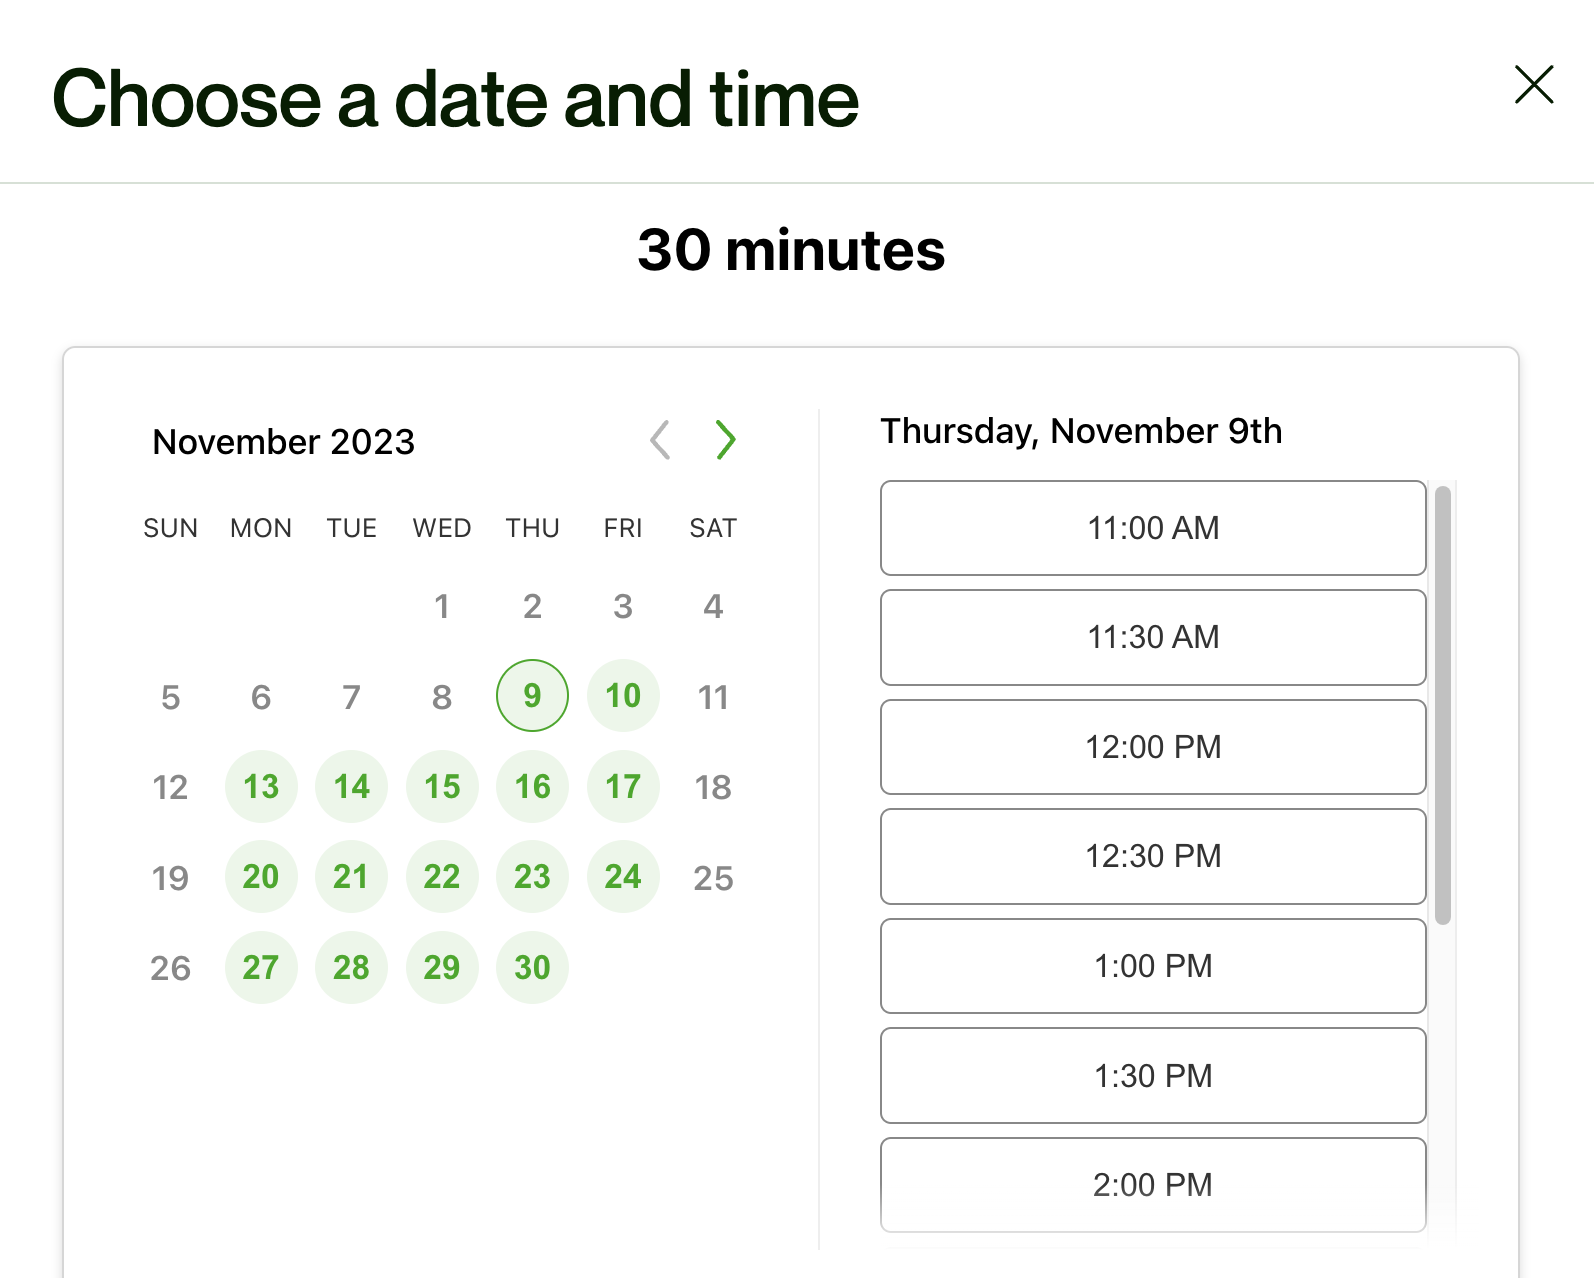 Choose a date and time
30 minutes
November 2023
SUN MON TUE WED THU FRI SAT
1 2 3 4
5 6 7 8 9 10 11
12 13 14 15 16 17 18
19 20 21 22 23 24 25
26 27 28 29 30
Thursday, November 9th
11:00 AM
11:30 AM
12:00 PM
12:30 PM
1:00 PM
1:30 PM
2:00 PM